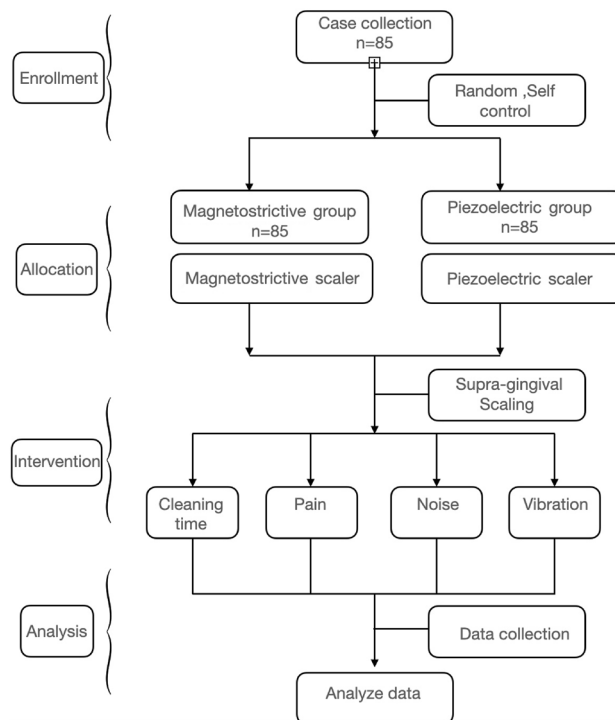 Case collection
n=85
Enrollment
Random ,Self
control
Magnetostrictive group
n=85
Piezoelectric group
n=85
Allocation
Magnetostrictive scaler
Piezoelectric scaler
Supra-gingival
Scaling
Intervention
Cleaning
time
Pain
Noise
Vibration
Analysis
Data collection
Analyze data